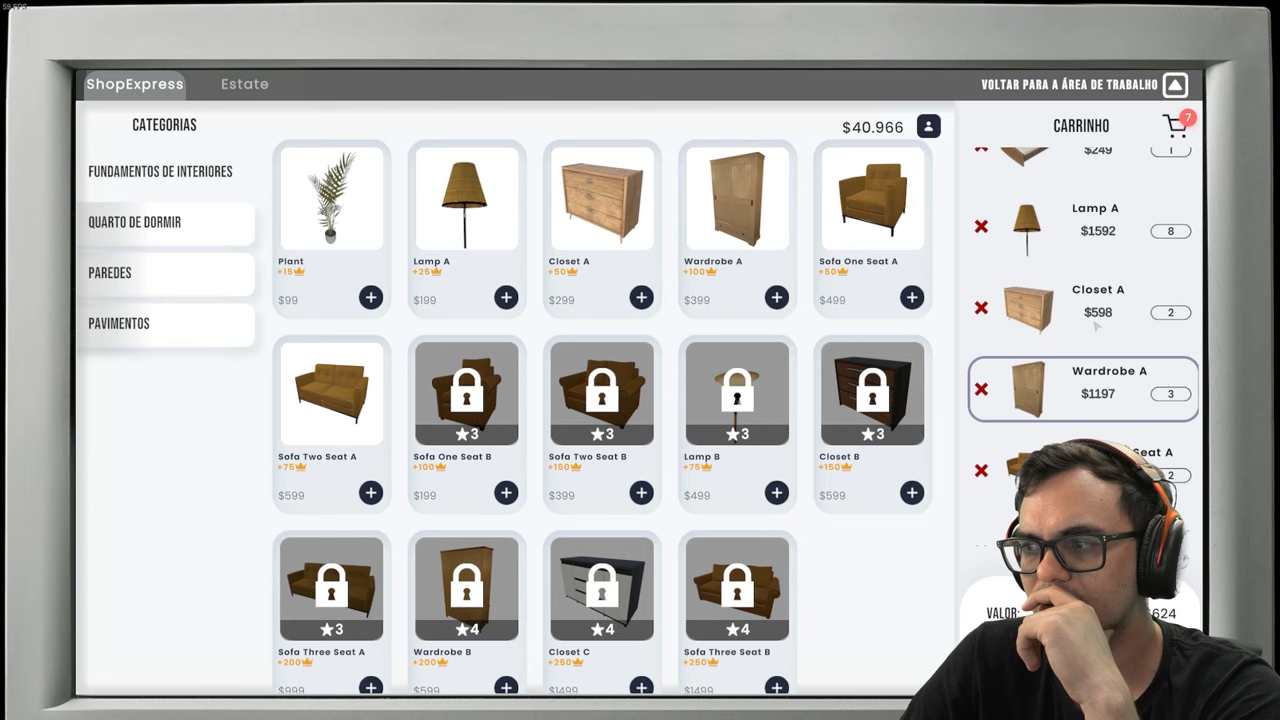 59 FPS
ShopExpress
Estate
VOLTAR PARA A ÁREA DE TRABALHO
CATEGORIAS
$40.966
CARRINHO
7
FUNDAMENTOS DE INTERIORES
QUARTO DE DORMIR
PAREDES
PAVIMENTOS
Plant
+15
$99
Lamp A
+25
$199
Closet A
+50
$299
Wardrobe A
+100
$399
Sofa One Seat A
+50
$499
Sofa Two Seat A
+75
$599
3
Sofa One Seat B
+100
$199
3
Sofa Two Seat B
+150
$399
3
Lamp B
+75
$499
3
Closet B
+150
$599
3
Sofa Three Seat A
+200
$999
4
Wardrobe B
+200
$599
4
Closet C
+250
$1499
4
Sofa Three Seat B
+250
$1499
$249
1
Lamp A
$1592
8
Closet A
$598
2
Wardrobe A
$1197
3
Seat A
2
VALOR:
624